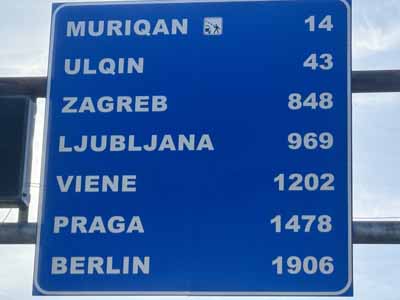 MURIQAN 14
ULQIN 43
ZAGREB 848
LJUBLJANA 969
VIENE 1202
PRAGA 1478
BERLIN 1906